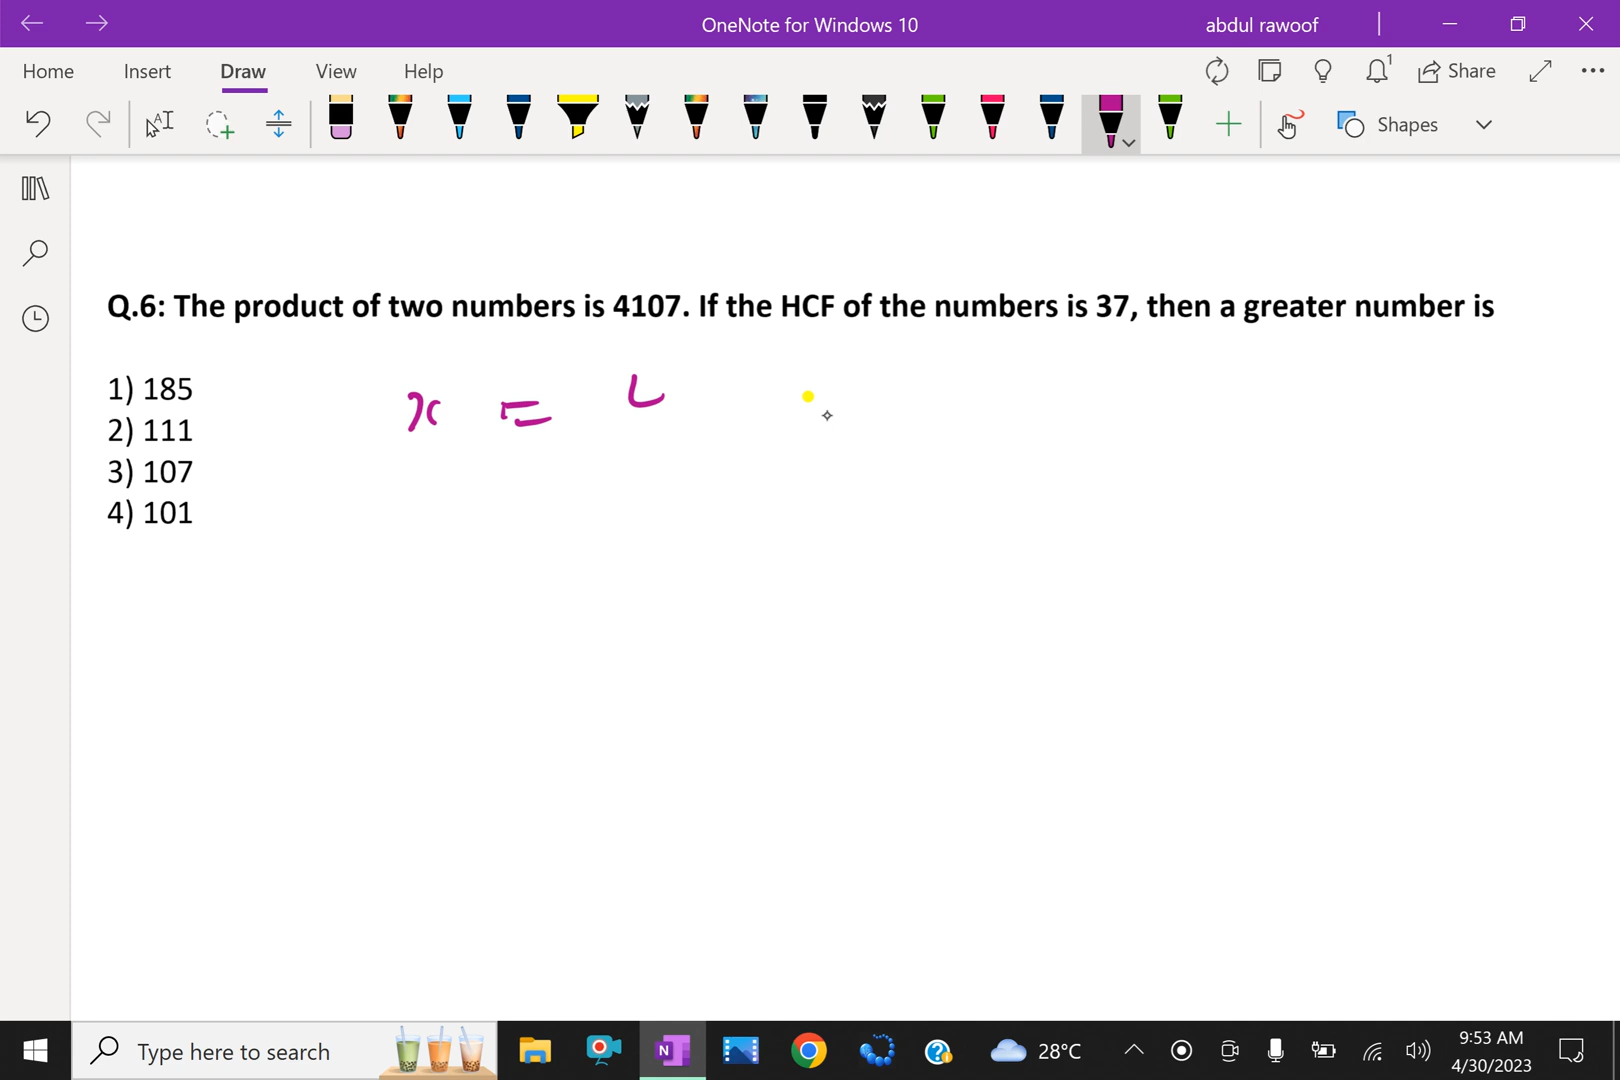 OneNote for Windows 10
abdul rawoof
Home Insert Draw View Help
1 Share
Shapes
Q.6: The product of two numbers is 4107. If the HCF of the numbers is 37, then a greater number is
1) 185
2) 111
3) 107
4) 101
x =
Type here to search
28°C
9:53 AM
4/30/2023